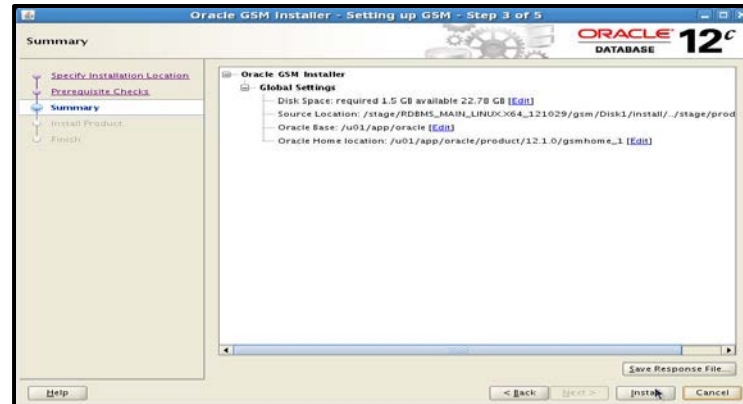 Oracle GSM Installer - Setting up GSM - Step 3 of 5
Summary
ORACLE
DATABASE
12c
Specify Installation Location
Prerequisite Checks
Summary
Install Product
Finish
Oracle GSM Installer
Global Settings
Disk Space: required 1.5 GB available 22.78 GB [Edit]
Source Location: /stage/RDBMS_MAIN_LINUX.X64_121029/gsm/Disk1/install/../stage/prod
Oracle Base: /u01/app/oracle [Edit]
Oracle Home location: /u01/app/oracle/product/12.1.0/gsmhome_1 [Edit]
Save Response File...
Help
< Back
Next >
Install
Cancel